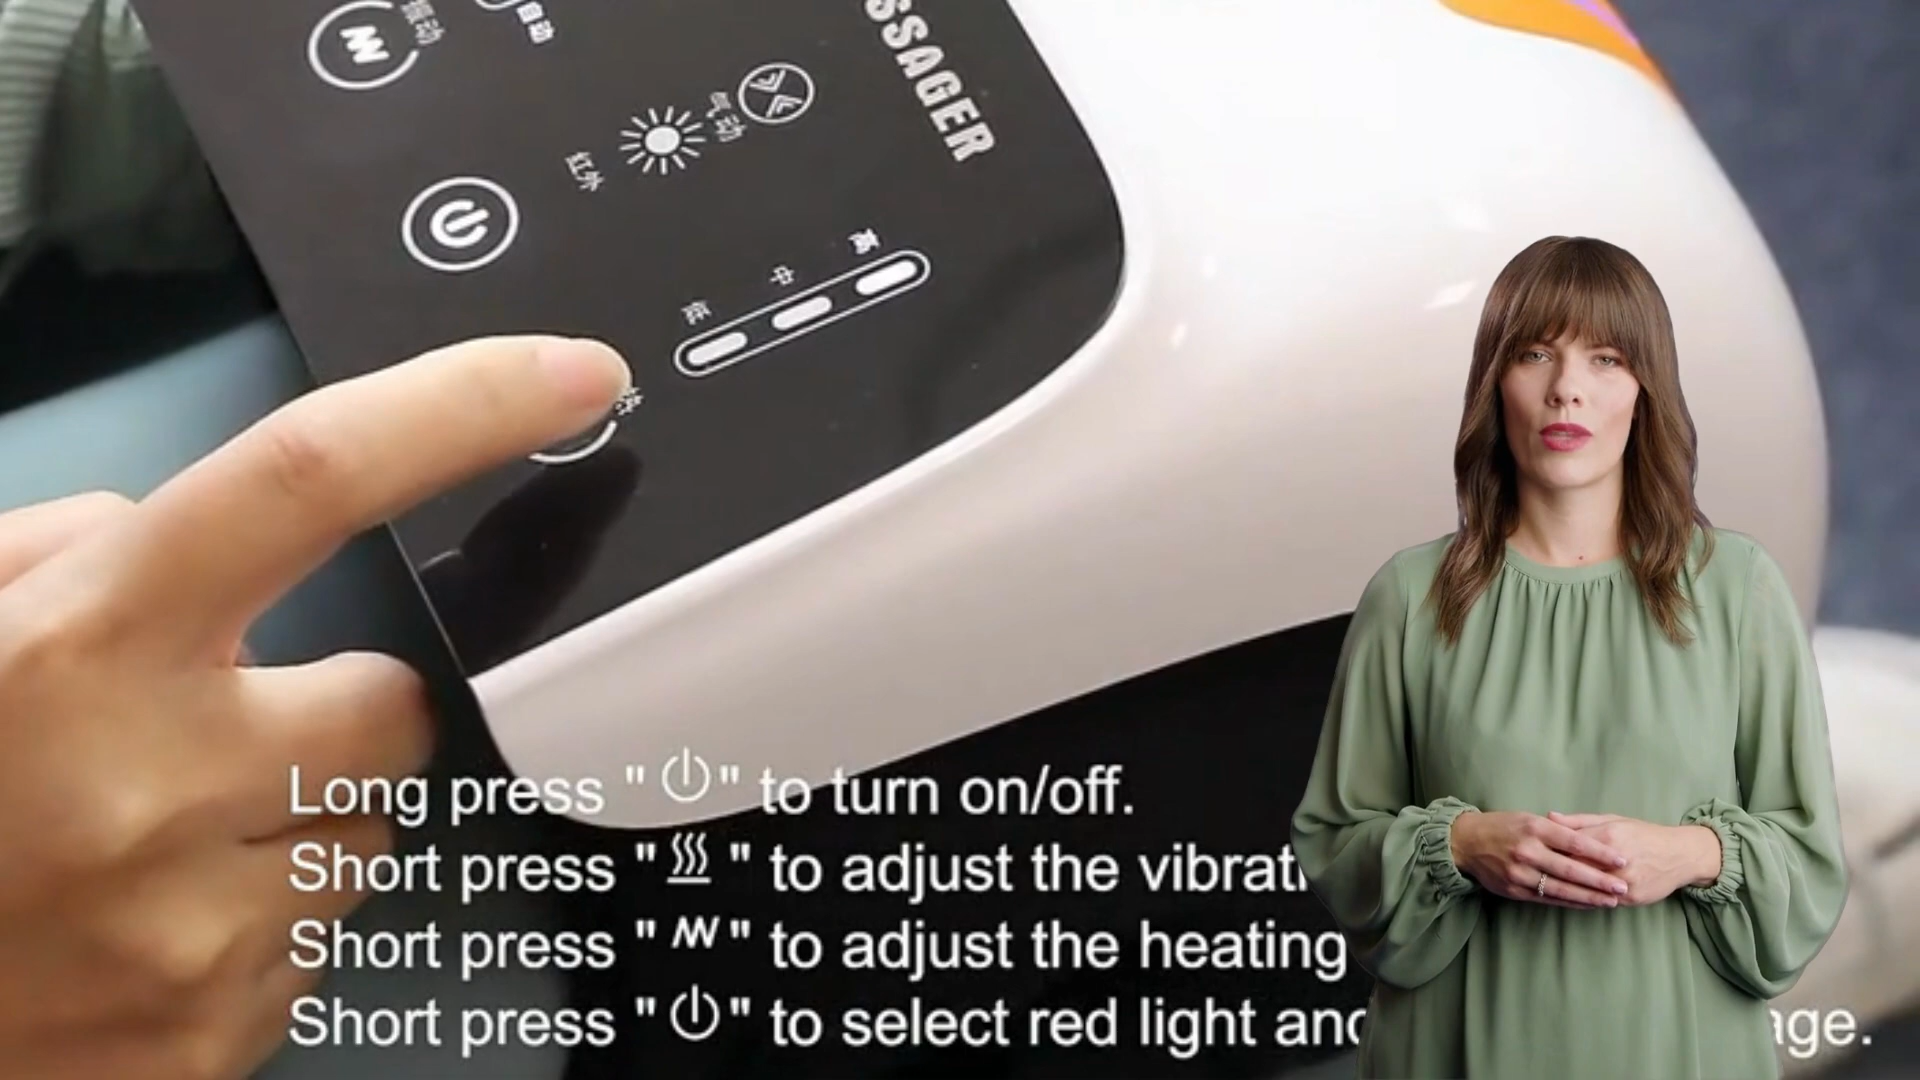 振动
自动
SSAGER
气动
红外
高
中
低
热
Long press "⏻" to turn on/off.
Short press " " to adjust the vibrati
Short press " " to adjust the heating
Short press "⏻" to select red light and age.